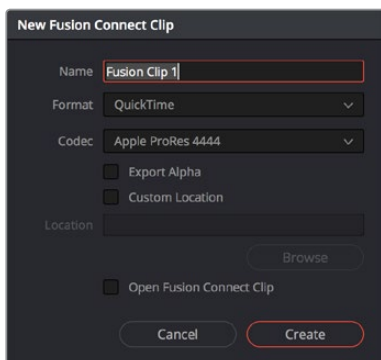 New Fusion Connect Clip
Name Fusion Clip 1
Format QuickTime
Codec Apple ProRes 4444
Export Alpha
Custom Location
Location
Browse
Open Fusion Connect Clip
Cancel Create